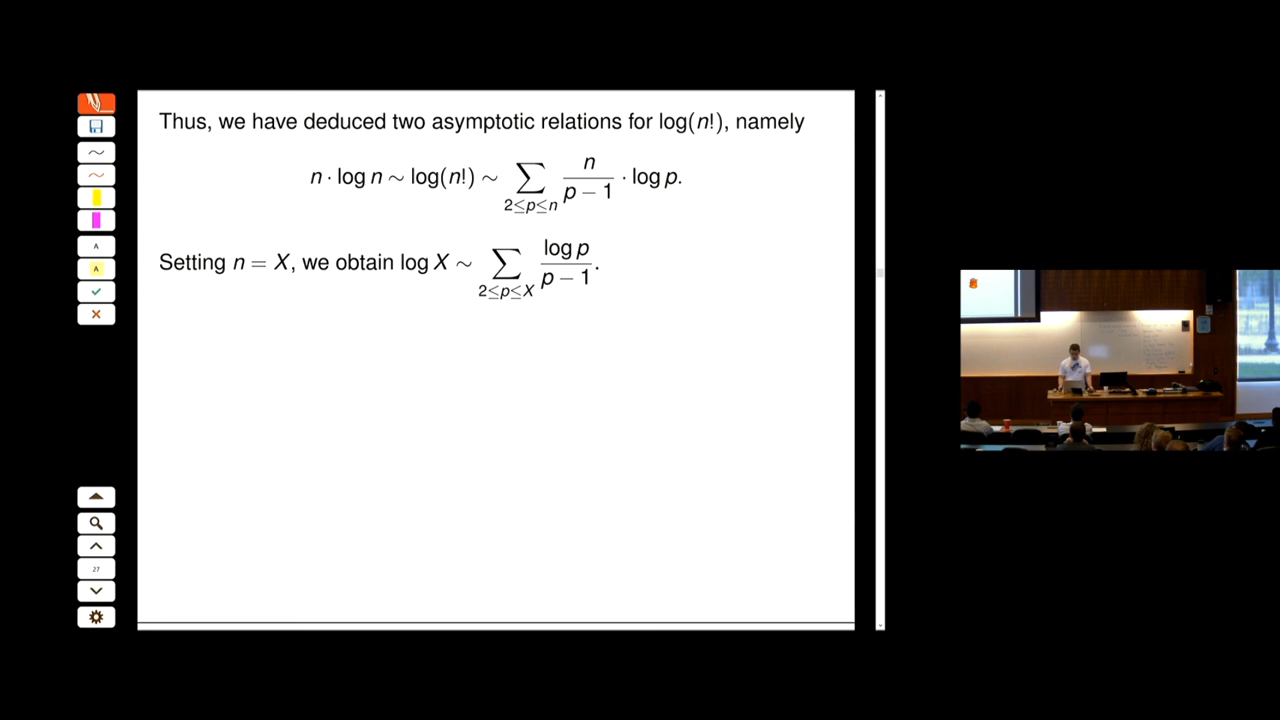 Thus, we have deduced two asymptotic relations for log(n!), namely
n · log n ~ log(n!) ~ ∑_{2≤p≤n} n/(p − 1) · log p.
Setting n = X, we obtain log X ~ ∑_{2≤p≤X} log p/(p − 1).
A
A
27